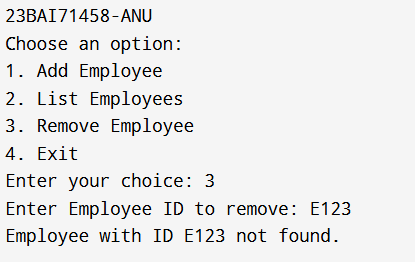 23BAI71458-ANU
Choose an option:
1. Add Employee
2. List Employees
3. Remove Employee
4. Exit
Enter your choice: 3
Enter Employee ID to remove: E123
Employee with ID E123 not found.